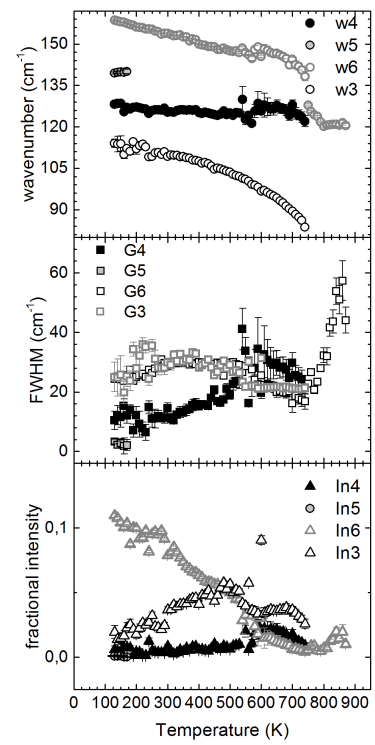 150
135
120
105
90
wavenumber (cm⁻¹)
w4
w5
w6
w3
60
40
20
0
FWHM (cm⁻¹)
G4
G5
G6
G3
0,1
0,0
fractional intensity
In4
In5
In6
In3
0 100 200 300 400 500 600 700 800 900
Temperature (K)